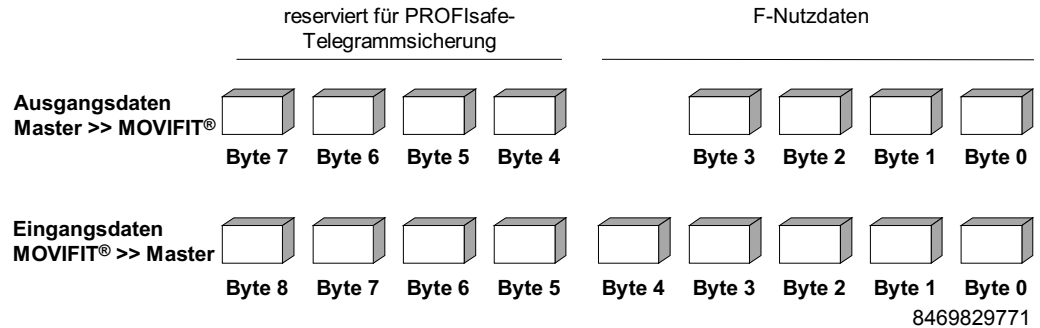 reserviert für PROFIsafe-
Telegrammsicherung
F-Nutzdaten
Ausgangsdaten
Master >> MOVIFIT®
Byte 7 Byte 6 Byte 5 Byte 4 Byte 3 Byte 2 Byte 1 Byte 0
Eingangsdaten
MOVIFIT® >> Master
Byte 8 Byte 7 Byte 6 Byte 5 Byte 4 Byte 3 Byte 2 Byte 1 Byte 0
8469829771